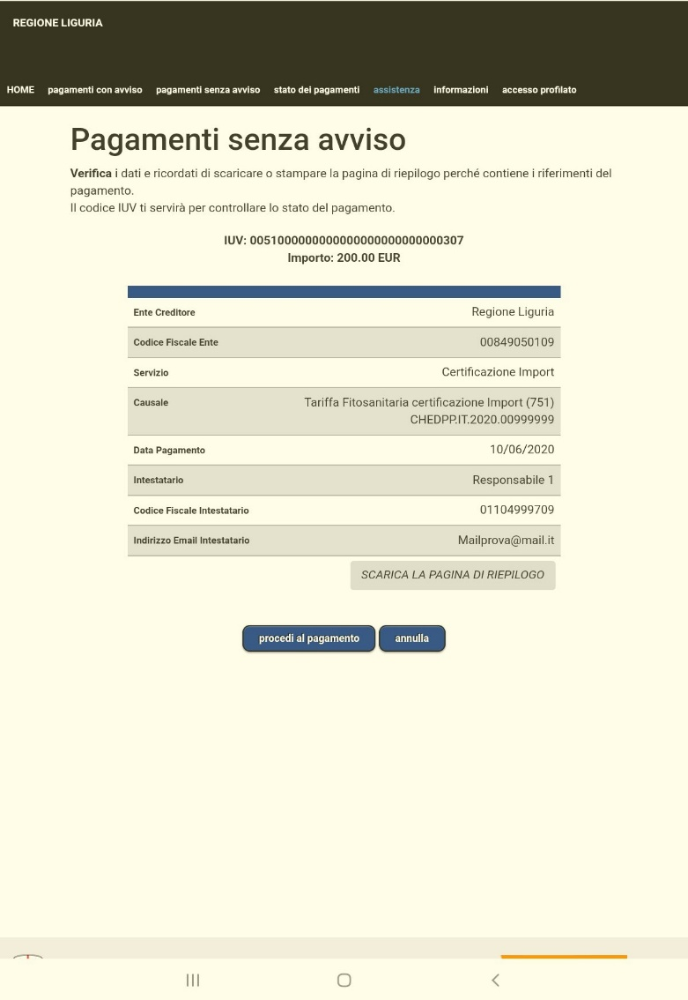 REGIONE LIGURIA
HOME pagamenti con avviso pagamenti senza avviso stato dei pagamenti assistenza informazioni accesso profilato
Pagamenti senza avviso
Verifica i dati e ricordati di scaricare o stampare la pagina di riepilogo perché contiene i riferimenti del
pagamento.
Il codice IUV ti servirà per controllare lo stato del pagamento.
IUV: 00510000000000000000000000000307
Importo: 200.00 EUR
Ente Creditore Regione Liguria
Codice Fiscale Ente 00849050109
Servizio Certificazione Import
Causale Tariffa Fitosanitaria certificazione Import (751)
CHEDPP.IT.2020.00999999
Data Pagamento 10/06/2020
Intestatario Responsabile 1
Codice Fiscale Intestatario 01104999709
Indirizzo Email Intestatario Mailprova@mail.it
SCARICA LA PAGINA DI RIEPILOGO
procedi al pagamento annulla